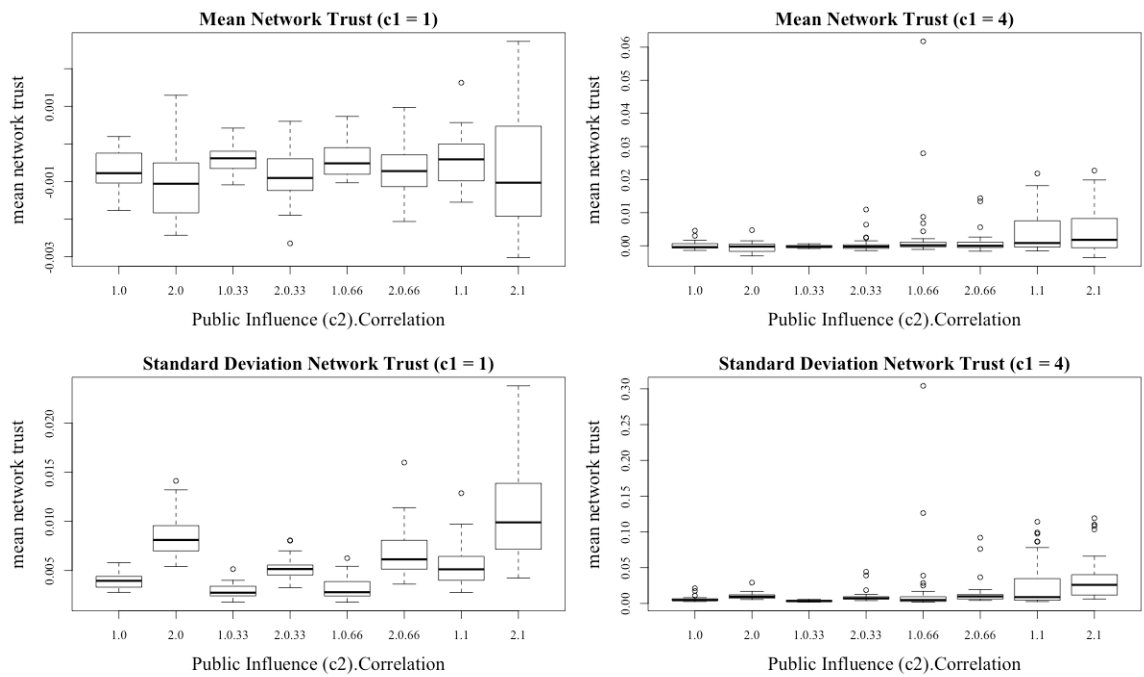 Mean Network Trust (c1 = 1)
mean network trust
0.001
-0.001
-0.003
1.0 2.0 1.0.33 2.0.33 1.0.66 2.0.66 1.1 2.1
Public Influence (c2).Correlation
Mean Network Trust (c1 = 4)
mean network trust
0.06
0.05
0.04
0.03
0.02
0.01
0.00
1.0 2.0 1.0.33 2.0.33 1.0.66 2.0.66 1.1 2.1
Public Influence (c2).Correlation
Standard Deviation Network Trust (c1 = 1)
mean network trust
0.020
0.015
0.010
0.005
1.0 2.0 1.0.33 2.0.33 1.0.66 2.0.66 1.1 2.1
Public Influence (c2).Correlation
Standard Deviation Network Trust (c1 = 4)
mean network trust
0.30
0.25
0.20
0.15
0.10
0.05
0.00
1.0 2.0 1.0.33 2.0.33 1.0.66 2.0.66 1.1 2.1
Public Influence (c2).Correlation